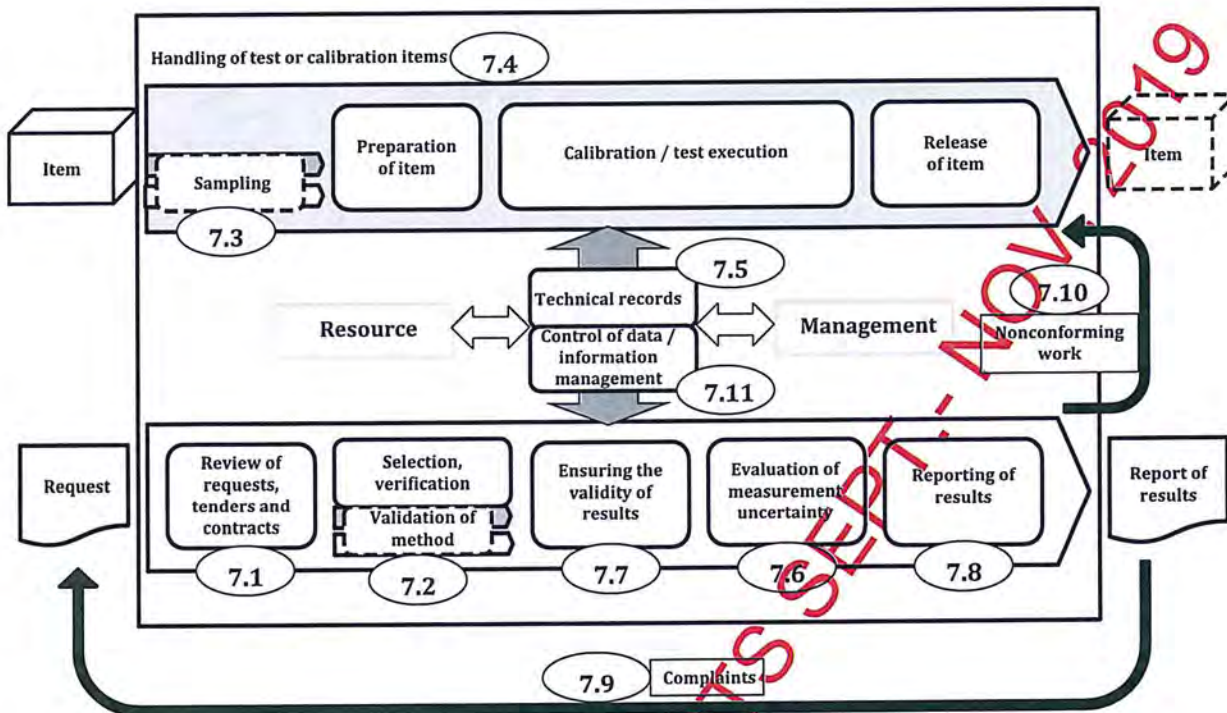 Handling of test or calibration items
7.4
Item
Sampling
7.3
Preparation
of item
Calibration / test execution
Release
of item
Item
Resource
Technical records
7.5
Control of data /
information
management
7.11
Management
7.10
Nonconforming
work
Request
Review of
requests,
tenders and
contracts
7.1
Selection,
verification
Validation of
method
7.2
Ensuring the
validity of
results
7.7
Evaluation of
measurement
uncertainty
7.6
Reporting of
results
7.8
Report of
results
7.9
Complaints